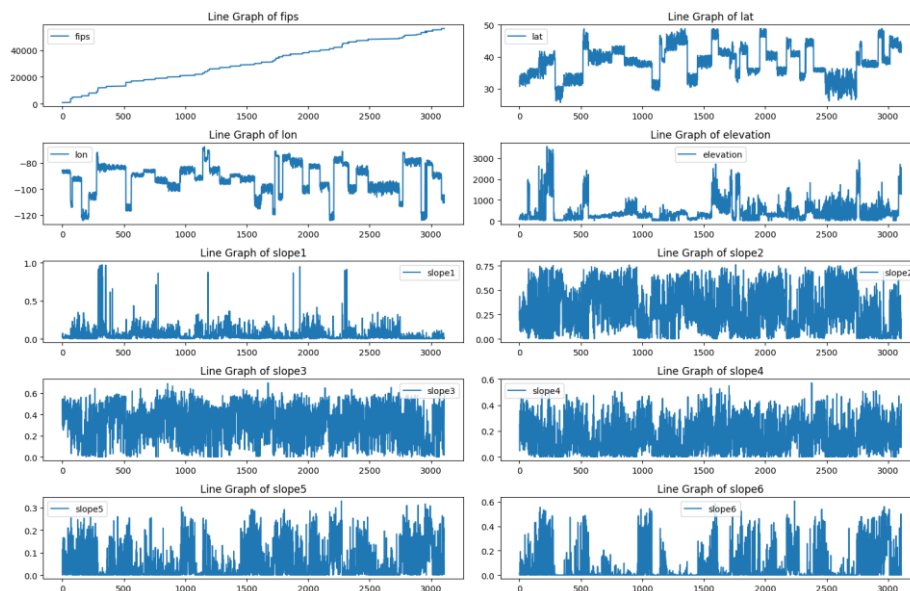 Line Graph of fips
fips
40000
20000
0
0 500 1000 1500 2000 2500 3000
Line Graph of lat
lat
50
40
30
0 500 1000 1500 2000 2500 3000
Line Graph of lon
lon
−80
−100
−120
0 500 1000 1500 2000 2500 3000
Line Graph of elevation
elevation
3000
2000
1000
0
0 500 1000 1500 2000 2500 3000
Line Graph of slope1
slope1
1.0
0.5
0.0
0 500 1000 1500 2000 2500 3000
Line Graph of slope2
slope2
0.75
0.50
0.25
0.00
0 500 1000 1500 2000 2500 3000
Line Graph of slope3
slope3
0.6
0.4
0.2
0.0
0 500 1000 1500 2000 2500 3000
Line Graph of slope4
slope4
0.6
0.4
0.2
0.0
0 500 1000 1500 2000 2500 3000
Line Graph of slope5
slope5
0.3
0.2
0.1
0.0
0 500 1000 1500 2000 2500 3000
Line Graph of slope6
slope6
0.6
0.4
0.2
0.0
0 500 1000 1500 2000 2500 3000